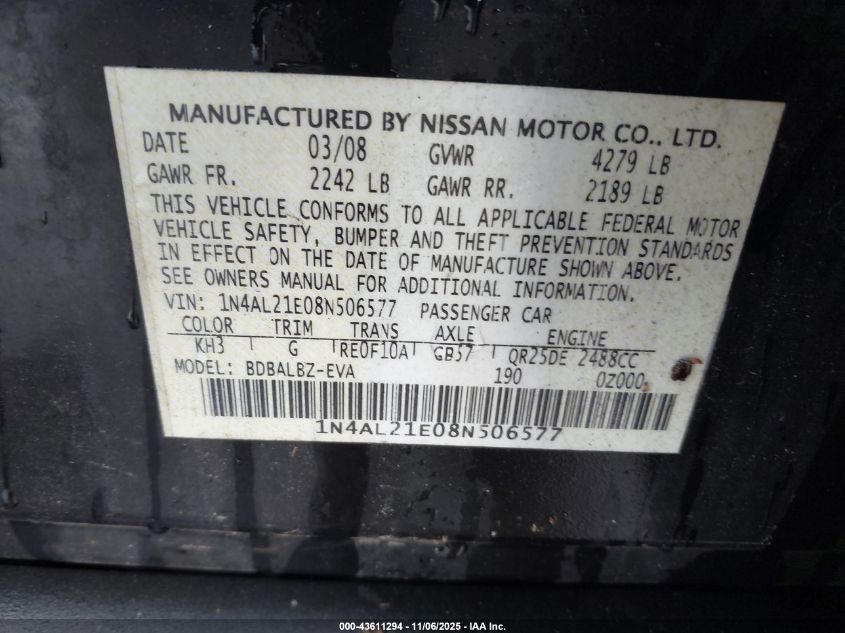 MANUFACTURED BY NISSAN MOTOR CO., LTD.
DATE 03/08 GVWR 4279 LB
GAWR FR. 2242 LB GAWR RR. 2189 LB
THIS VEHICLE CONFORMS TO ALL APPLICABLE FEDERAL MOTOR
VEHICLE SAFETY, BUMPER AND THEFT PREVENTION STANDARDS
IN EFFECT ON THE DATE OF MANUFACTURE SHOWN ABOVE.
SEE OWNERS MANUAL FOR ADDITIONAL INFORMATION.
VIN: 1N4AL21E08N506577 PASSENGER CAR
COLOR TRIM TRANS AXLE ENGINE
KH3 G RE0F10A GB57 QR25DE 2488CC
MODEL: BDBALBZ-EVA 190 0Z000
1N4AL21E08N506577
000-43611294 - 11/06/2025 - IAA Inc.